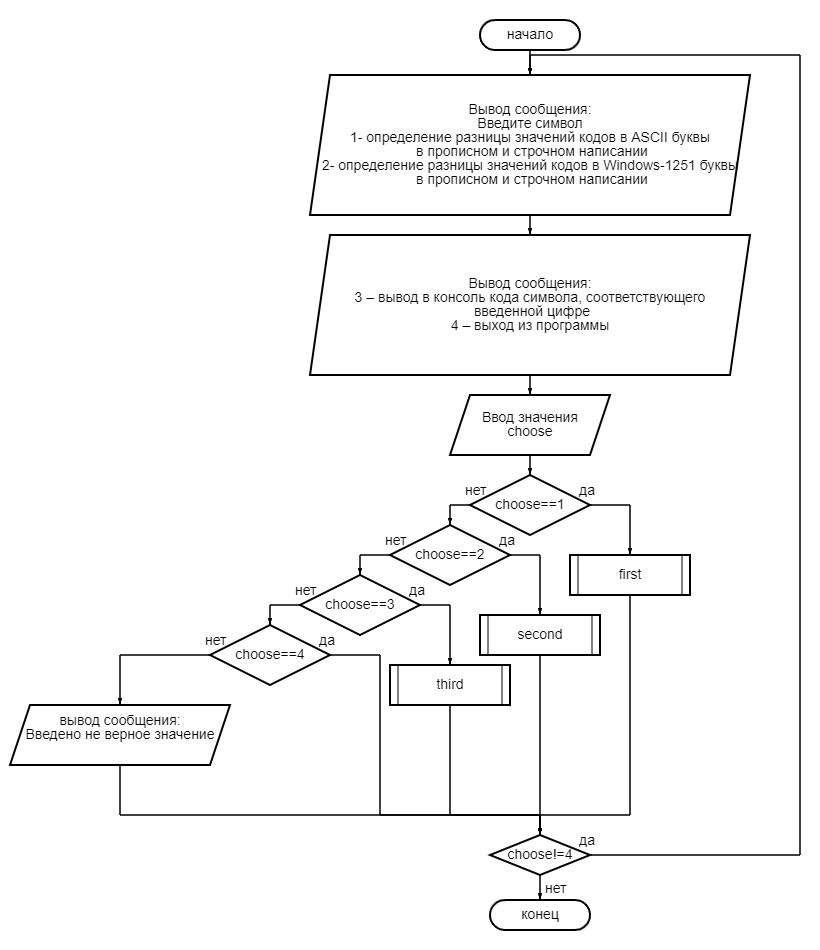 начало
Вывод сообщения:
Введите символ
1- определение разницы значений кодов в ASCII буквы
в прописном и строчном написании
2- определение разницы значений кодов в Windows-1251 буквы
в прописном и строчном написании
Вывод сообщения:
3 – вывод в консоль кода символа, соответствующего
введенной цифре
4 – выход из программы
Ввод значения
choose
нет
choose==1
да
нет
choose==2
да
first
нет
choose==3
да
second
нет
choose==4
да
third
вывод сообщения:
Введено не верное значение
choose!=4
да
нет
конец